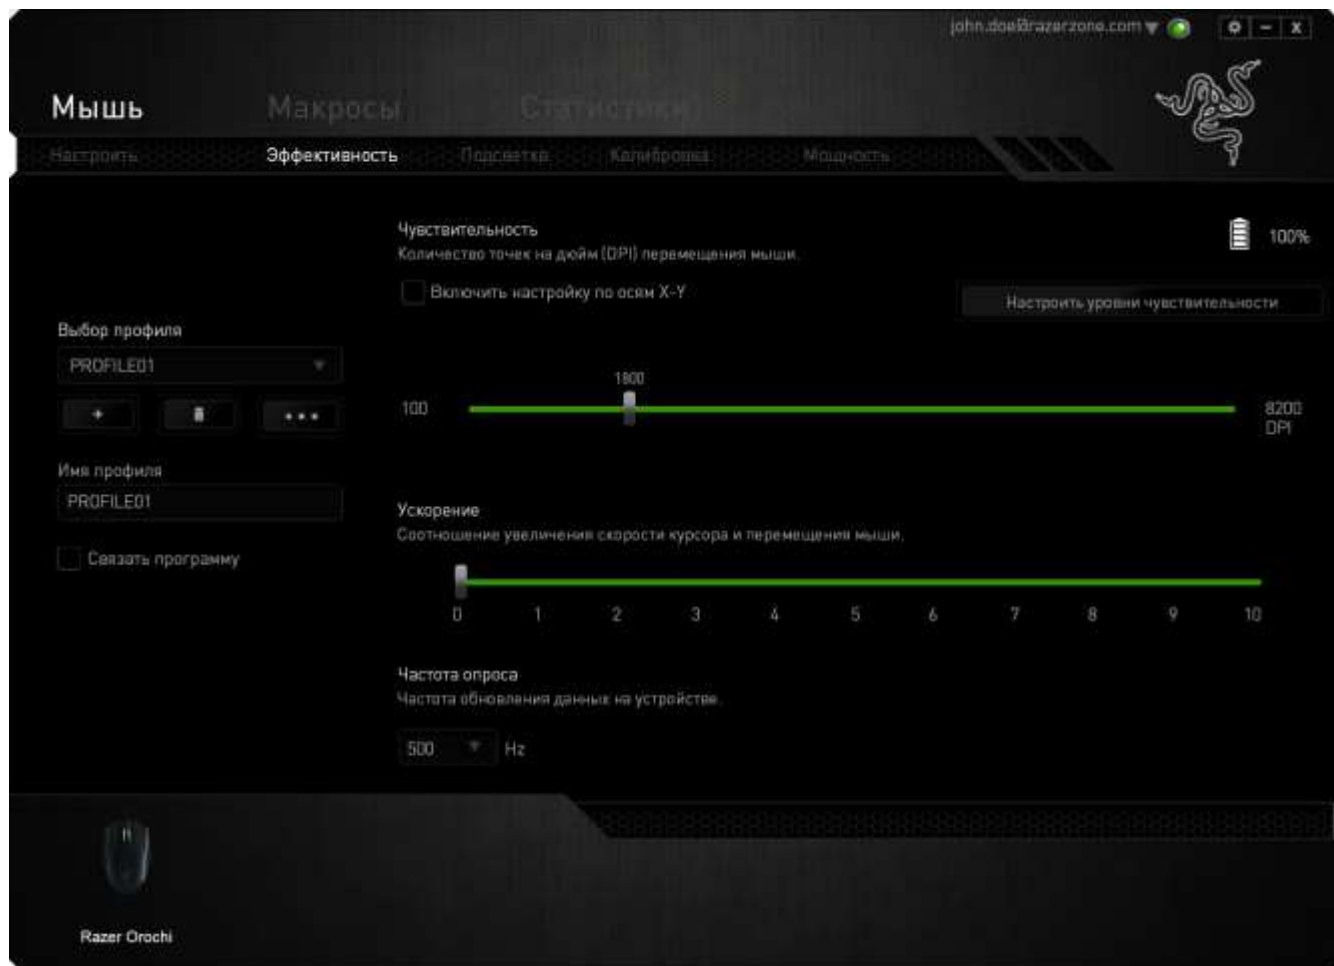 john.doe@razerzone.com
X
Мышь Макросы Статистики
Настроить Эффективность Подсветка Калибровка Мощность
Чувствительность
Количество точек на дюйм (DPI) перемещения мыши.
100%
Включить настройку по осям X-Y
Настроить уровни чувствительности
Выбор профиля
PROFILE01
1800
100
8200
DPI
Имя профиля
PROFILE01
Связать программу
Ускорение
Соотношение увеличения скорости курсора и перемещения мыши.
0 1 2 3 4 5 6 7 8 9 10
Частота опроса
Частота обновления данных на устройстве.
500 Hz
Razer Orochi